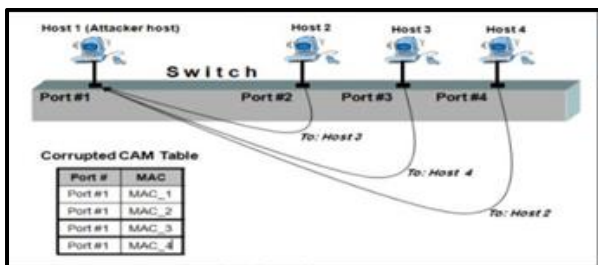 Host 1 (Attacker host) Host 2 Host 3 Host 4
Switch
Port #1 Port #2 Port #3 Port #4
To: Host 3
To: Host 4
To: Host 2
Corrupted CAM Table
Port # MAC
Port #1 MAC_1
Port #1 MAC_2
Port #1 MAC_3
Port #1 MAC_4